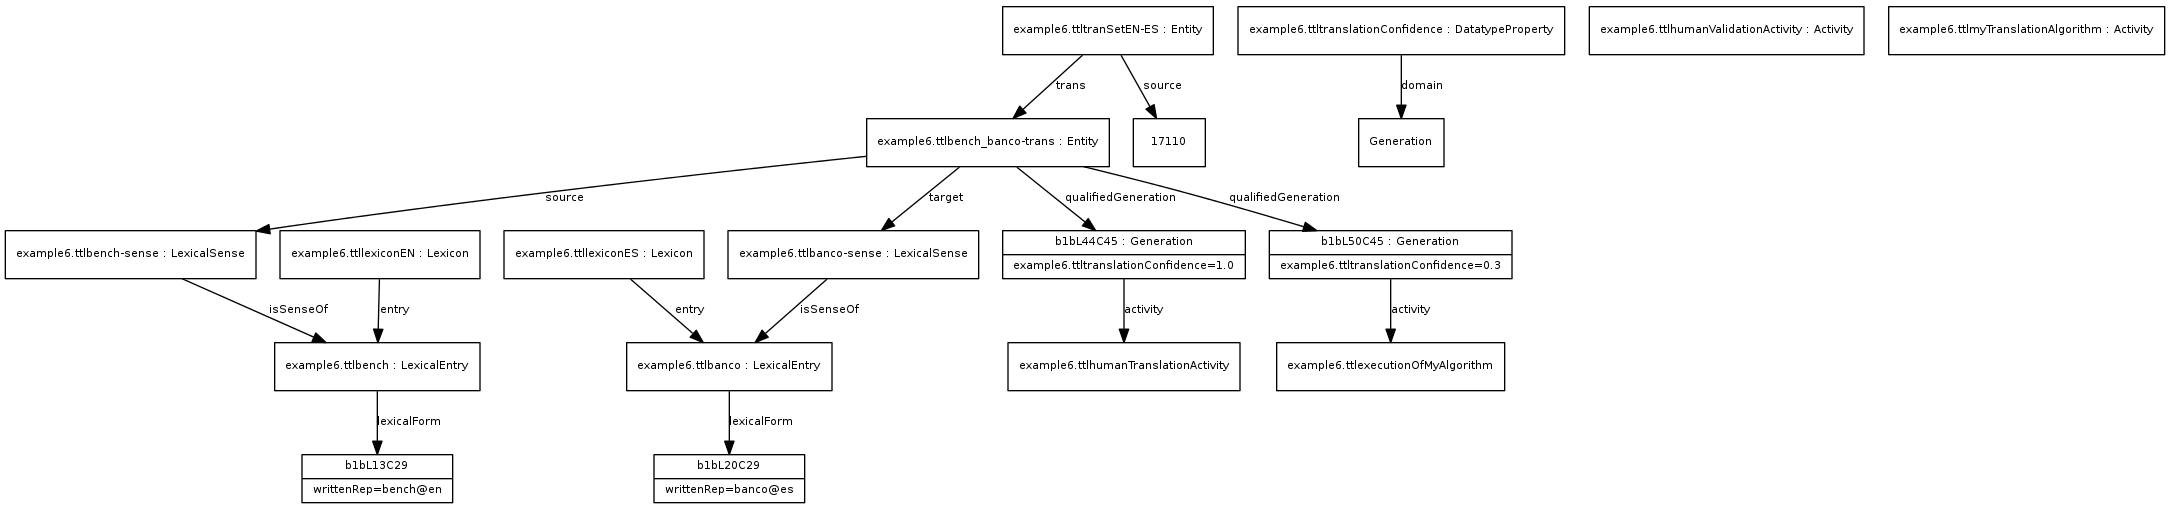 example6.ttltranSetEN-ES : Entity
example6.ttltranslationConfidence : DatatypeProperty
example6.ttlhumanValidationActivity : Activity
example6.ttlmyTranslationAlgorithm : Activity
trans
source
domain
example6.ttlbench_banco-trans : Entity
17110
Generation
source
target
qualifiedGeneration
qualifiedGeneration
example6.ttlbench-sense : LexicalSense
example6.ttllexiconEN : Lexicon
example6.ttllexiconES : Lexicon
example6.ttlbanco-sense : LexicalSense
b1bL44C45 : Generation
example6.ttltranslationConfidence=1.0
b1bL50C45 : Generation
example6.ttltranslationConfidence=0.3
isSenseOf
entry
entry
isSenseOf
activity
activity
example6.ttlbench : LexicalEntry
example6.ttlbanco : LexicalEntry
example6.ttlhumanTranslationActivity
example6.ttlexecutionOfMyAlgorithm
lexicalForm
lexicalForm
b1bL13C29
writtenRep=bench@en
b1bL20C29
writtenRep=banco@es